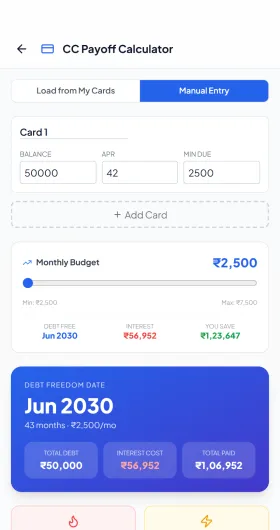 CC Payoff Calculator
Load from My Cards
Manual Entry
Card 1
BALANCE
APR
MIN DUE
50000
42
2500
+ Add Card
Monthly Budget
₹2,500
Min: ₹2,500
Max: ₹7,500
DEBT FREE
INTEREST
YOU SAVE
Jun 2030
₹56,952
₹1,23,647
DEBT FREEDOM DATE
Jun 2030
43 months · ₹2,500/mo
TOTAL DEBT
INTEREST COST
TOTAL PAID
₹50,000
₹56,952
₹1,06,952